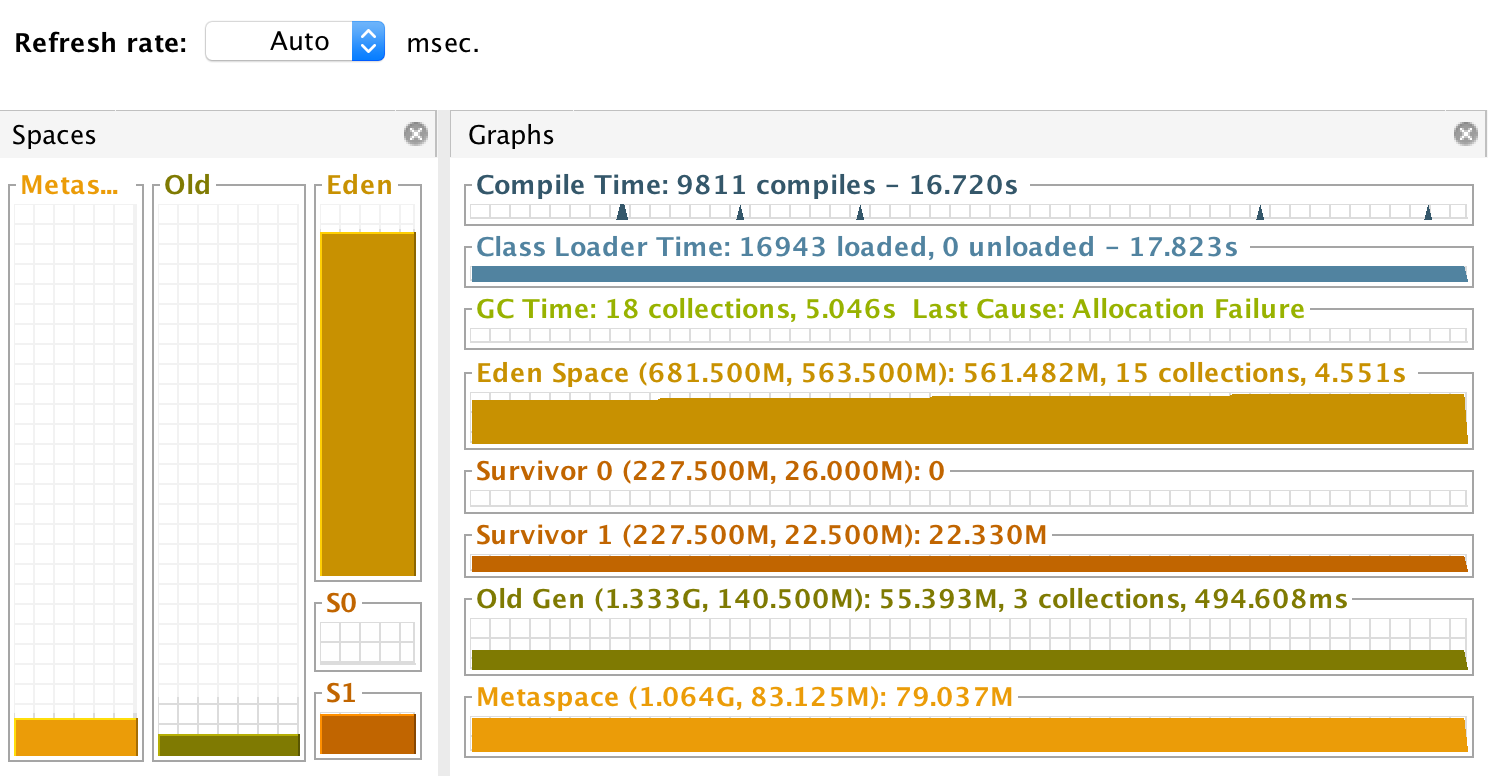 Refresh rate: Auto msec.
Spaces
Metas...
Old
Eden
S0
S1
Graphs
Compile Time: 9811 compiles – 16.720s
Class Loader Time: 16943 loaded, 0 unloaded – 17.823s
GC Time: 18 collections, 5.046s  Last Cause: Allocation Failure
Eden Space (681.500M, 563.500M): 561.482M, 15 collections, 4.551s
Survivor 0 (227.500M, 26.000M): 0
Survivor 1 (227.500M, 22.500M): 22.330M
Old Gen (1.333G, 140.500M): 55.393M, 3 collections, 494.608ms
Metaspace (1.064G, 83.125M): 79.037M